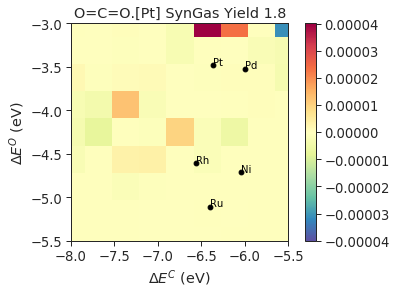 O=C=O.[Pt] SynGas Yield 1.8
−3.0
−3.5
−4.0
−4.5
−5.0
−5.5
ΔE^O (eV)
Pt
Pd
Rh
Ni
Ru
−8.0 −7.5 −7.0 −6.5 −6.0 −5.5
ΔE^C (eV)
0.00004
0.00003
0.00002
0.00001
0.00000
−0.00001
−0.00002
−0.00003
−0.00004